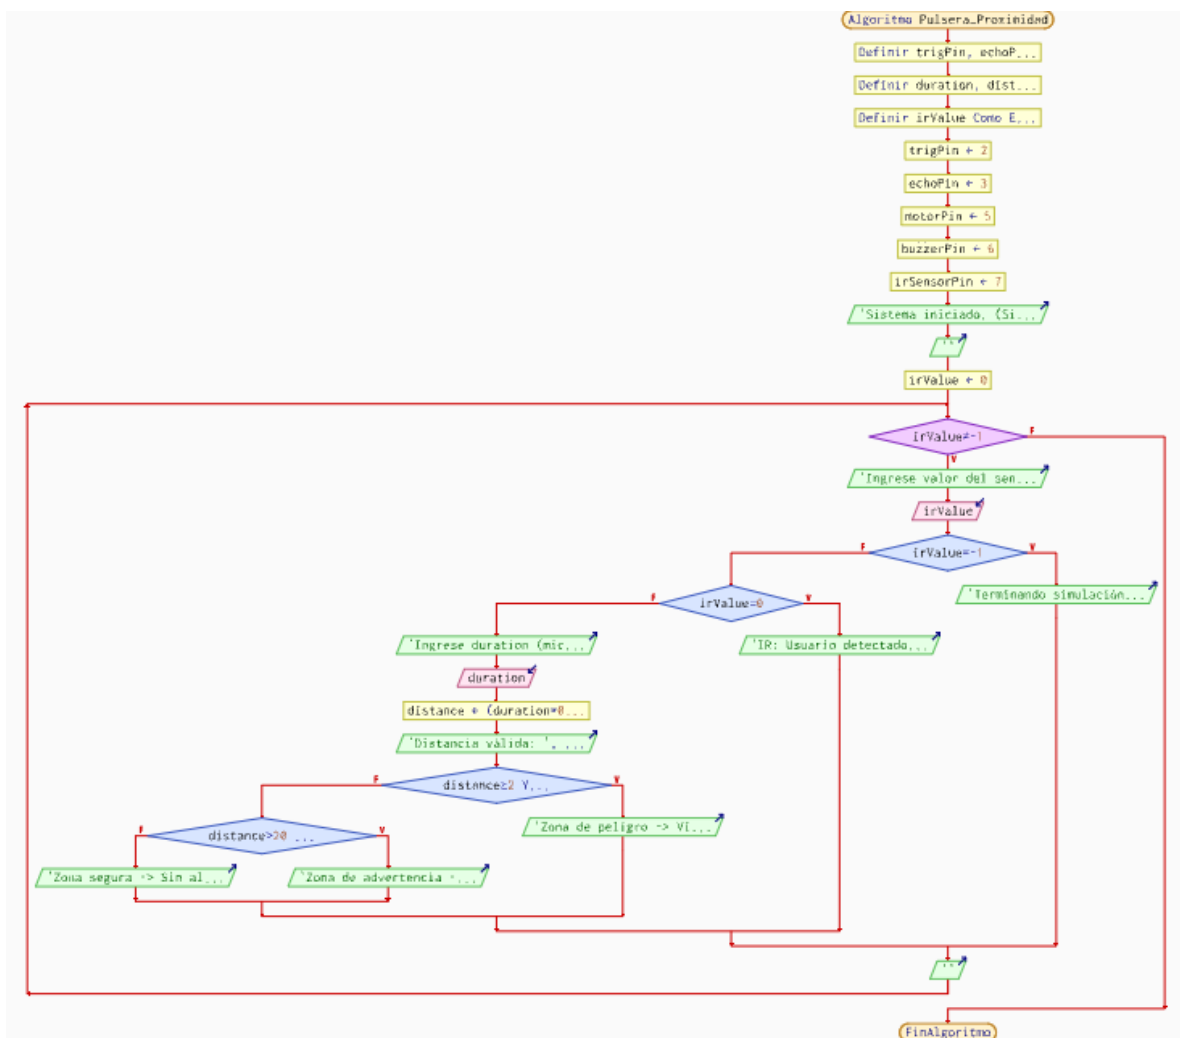 Algoritmo Pulsera_Proximidad
Definir trigPin, echoP...
Definir duration, dist...
Definir irValue Como E...
trigPin ← 2
echoPin ← 3
motorPin ← 5
buzzerPin ← 6
irSensorPin ← 7
'Sistema iniciado. (Si...
''
irValue ← 0
irValue≠-1
F
V
'Ingrese valor del sen...
irValue
irValue=-1
F
V
'Terminando simulación...
irValue=0
F
V
'Ingrese duration (mic...
'IR: Usuario detectado...
duration
distance ← (duration*0...
'Distancia válida: ', ...
distance≥2 Y...
F
V
'Zona de peligro -> Vi...
distance>20 ...
F
V
'Zona segura -> Sin al...
'Zona de advertencia -...
''
FinAlgoritmo